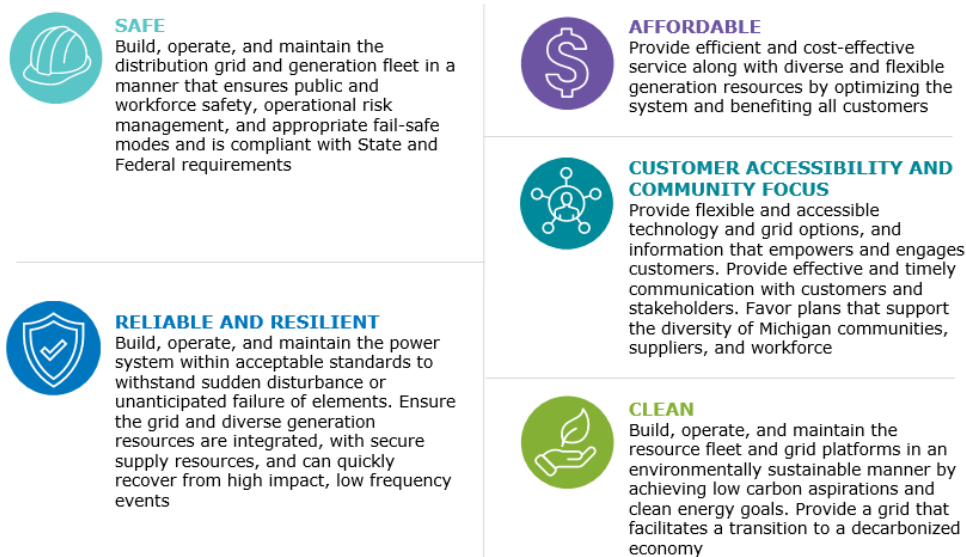 SAFE
Build, operate, and maintain the
distribution grid and generation fleet in a
manner that ensures public and
workforce safety, operational risk
management, and appropriate fail-safe
modes and is compliant with State and
Federal requirements
RELIABLE AND RESILIENT
Build, operate, and maintain the power
system within acceptable standards to
withstand sudden disturbance or
unanticipated failure of elements. Ensure
the grid and diverse generation
resources are integrated, with secure
supply resources, and can quickly
recover from high impact, low frequency
events
$
AFFORDABLE
Provide efficient and cost-effective
service along with diverse and flexible
generation resources by optimizing the
system and benefiting all customers
CUSTOMER ACCESSIBILITY AND
COMMUNITY FOCUS
Provide flexible and accessible
technology and grid options, and
information that empowers and engages
customers. Provide effective and timely
communication with customers and
stakeholders. Favor plans that support
the diversity of Michigan communities,
suppliers, and workforce
CLEAN
Build, operate, and maintain the
resource fleet and grid platforms in an
environmentally sustainable manner by
achieving low carbon aspirations and
clean energy goals. Provide a grid that
facilitates a transition to a decarbonized
economy